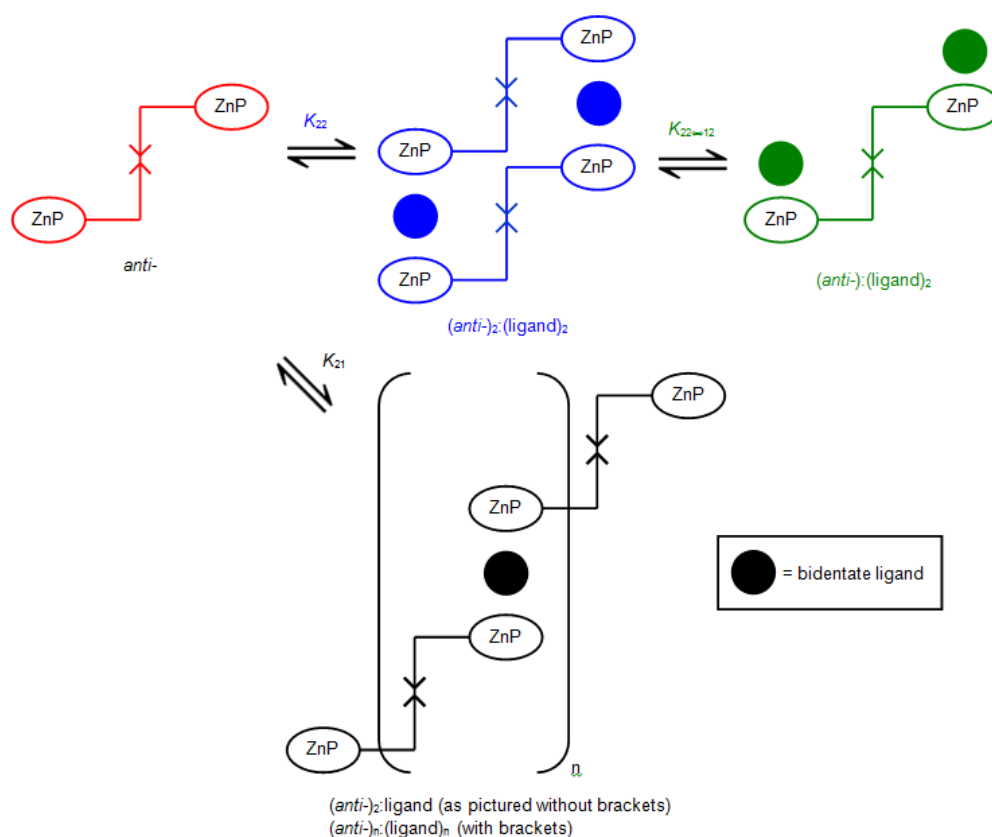 ZnP
ZnP
anti-
K22
ZnP
ZnP
ZnP
ZnP
(anti-)2:(ligand)2
K22⇌12
ZnP
ZnP
(anti-):(ligand)2
K21
ZnP
ZnP
ZnP
ZnP
n
(anti-)2:ligand (as pictured without brackets)
(anti-)n:(ligand)n (with brackets)
= bidentate ligand